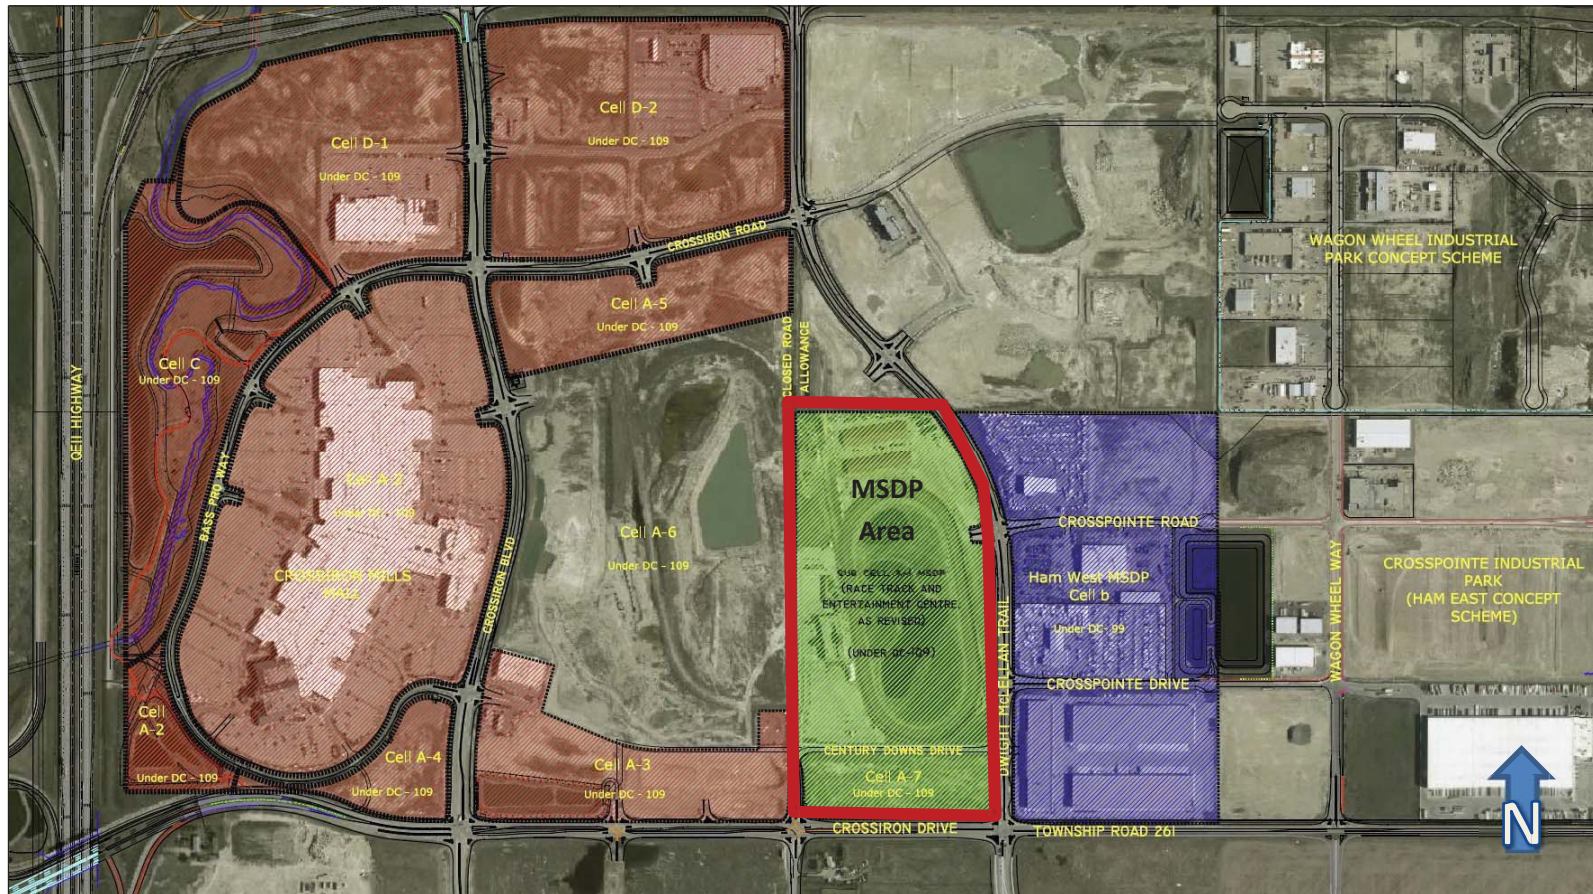 Cell D-1
Under DC - 109
Cell D-2
Under DC - 109
CROSSIRON ROAD
Cell A-5
Under DC - 109
CLOSED ROAD
ALLOWANCE
WAGON WHEEL INDUSTRIAL
PARK CONCEPT SCHEME
QEII HIGHWAY
Cell C
Under DC - 109
BASS PRO WAY
Under DC - 109
CROSSIRON MILLS
MALL
CROSSIRON BLVD
Cell A-6
Under DC - 109
MSDP
Area
SUB CELL A-1 MSDP
(RACE TRACK AND
ENTERTAINMENT CENTRE,
AS REVISED)
(UNDER DC-109)
CROSSPOINTE ROAD
Ham West MSDP
Cell b
Under DC- 99
DWIGHT MCLELLAN TRAIL
CROSSPOINTE DRIVE
WAGON WHEEL WAY
CROSSPOINTE INDUSTRIAL
PARK
(HAM EAST CONCEPT
SCHEME)
Cell
A-2
Under DC - 109
Cell A-4
Under DC - 109
Cell A-3
Under DC - 109
CENTURY DOWNS DRIVE
Cell A-7
Under DC - 109
CROSSIRON DRIVE
TOWNSHIP ROAD 261
N